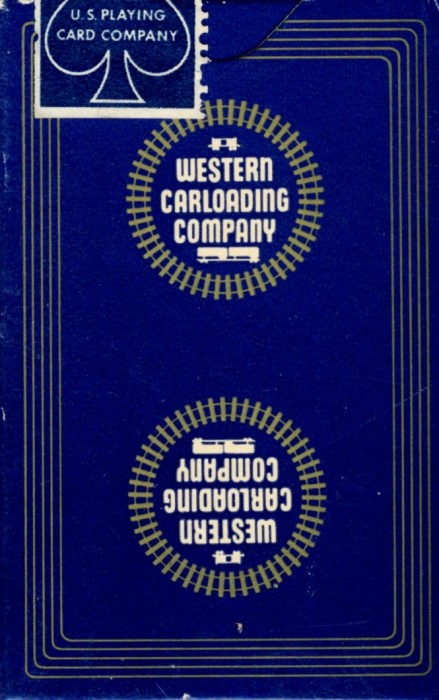 U.S. PLAYING
CARD COMPANY
WESTERN
CARLOADING
COMPANY
WESTERN
CARLOADING
COMPANY